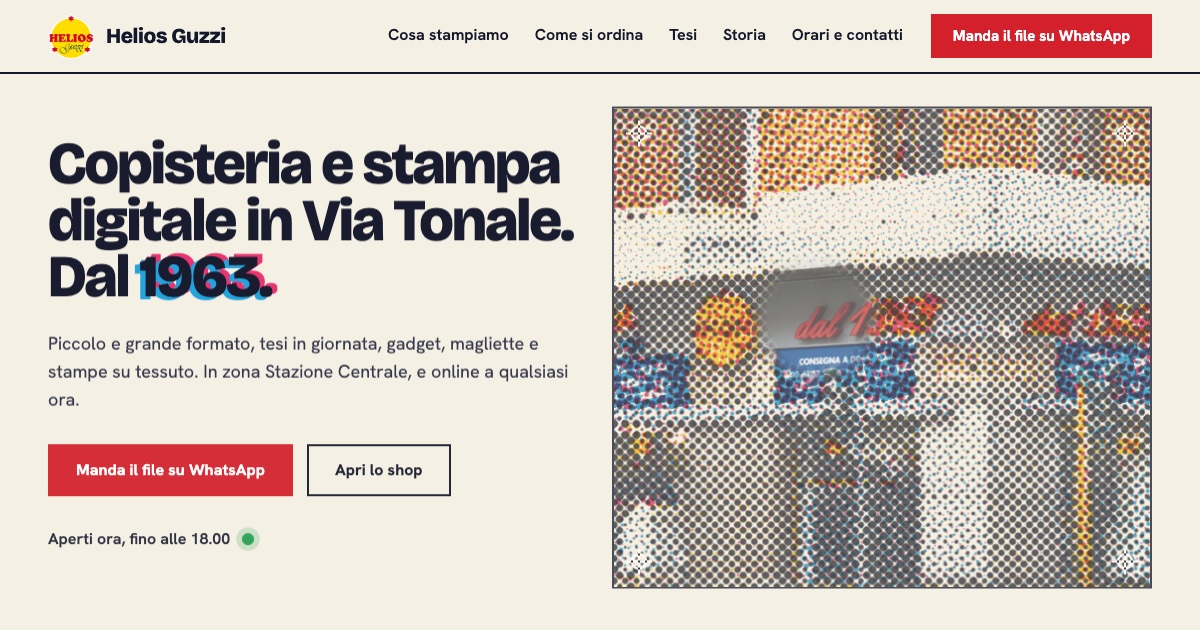 HELIOS
Guzzi
Helios Guzzi
Cosa stampiamo
Come si ordina
Tesi
Storia
Orari e contatti
Manda il file su WhatsApp
Copisteria e stampa
digitale in Via Tonale.
Dal 1963.
Piccolo e grande formato, tesi in giornata, gadget, magliette e
stampe su tessuto. In zona Stazione Centrale, e online a qualsiasi
ora.
Manda il file su WhatsApp
Apri lo shop
Aperti ora, fino alle 18.00
dal 1
CONSEGNA A